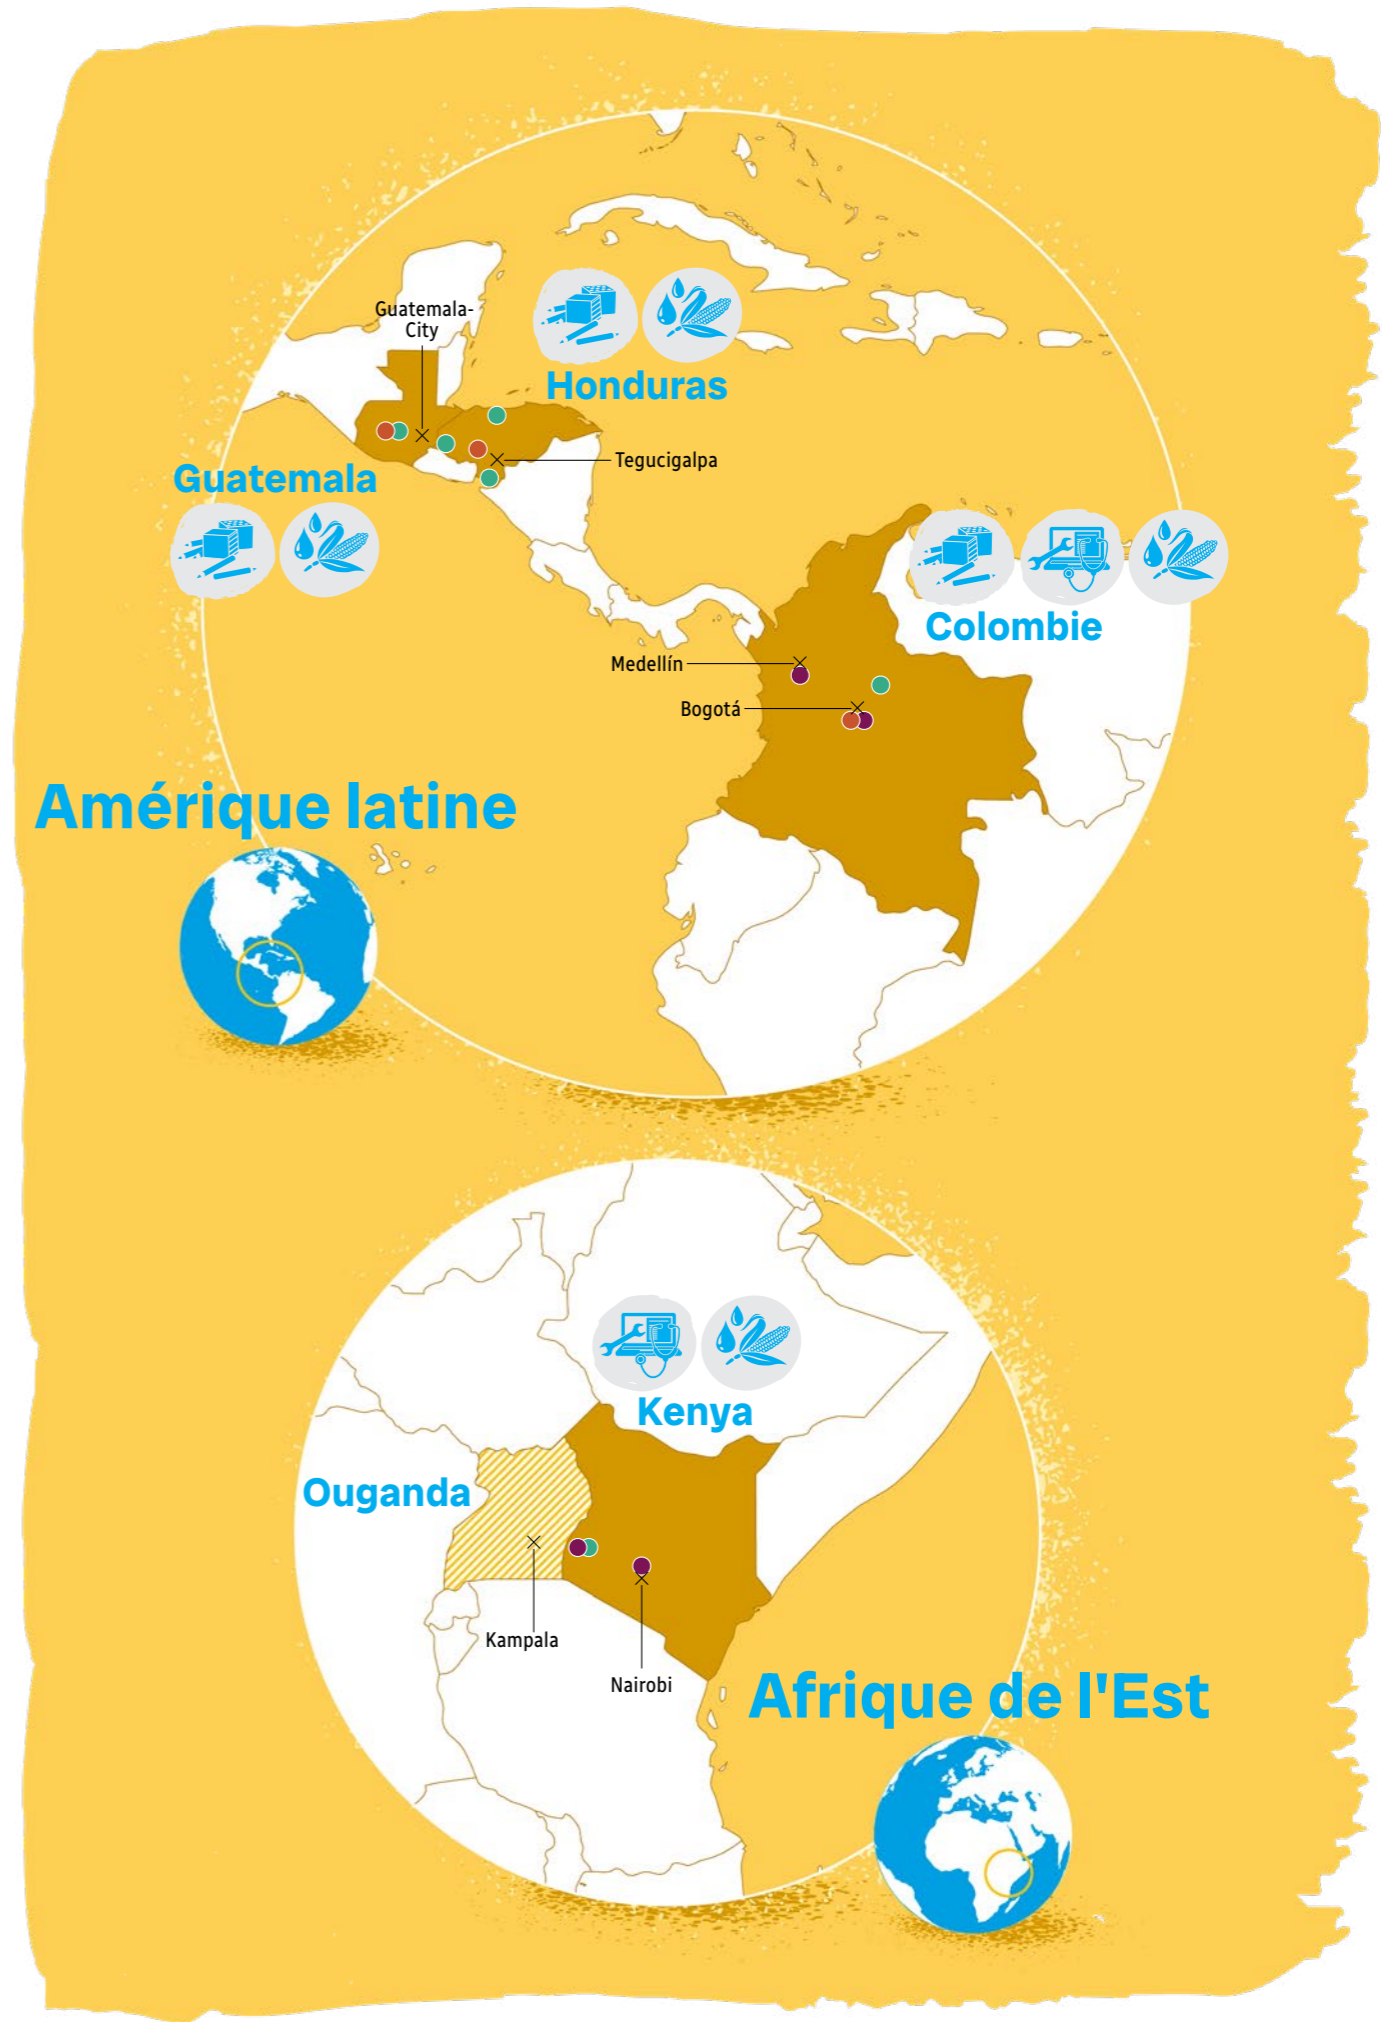 Guatemala-
City
Honduras
Tegucigalpa
Guatemala
Colombie
Medellín
Bogotá
Amérique latine
Kenya
Ouganda
Kampala
Nairobi
Afrique de l'Est